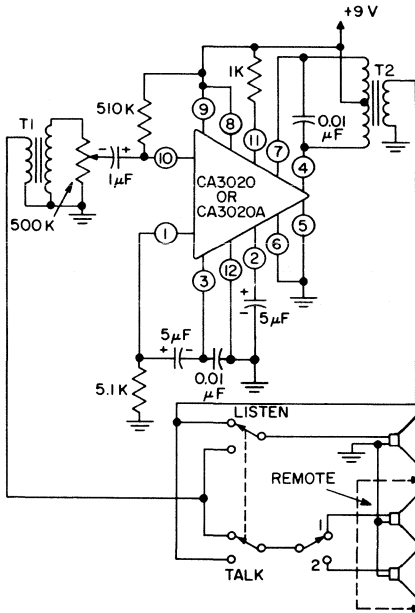 +9 V
T1
T2
1K
510K
9
8
11
7
0.01
μF
4
10
- +
1μF
500K
CA3020
OR
CA3020A
1
3
12
2
6
5
+
-
5μF
5μF
+ -
0.01
μF
5.1K
LISTEN
REMOTE
1
2
TALK